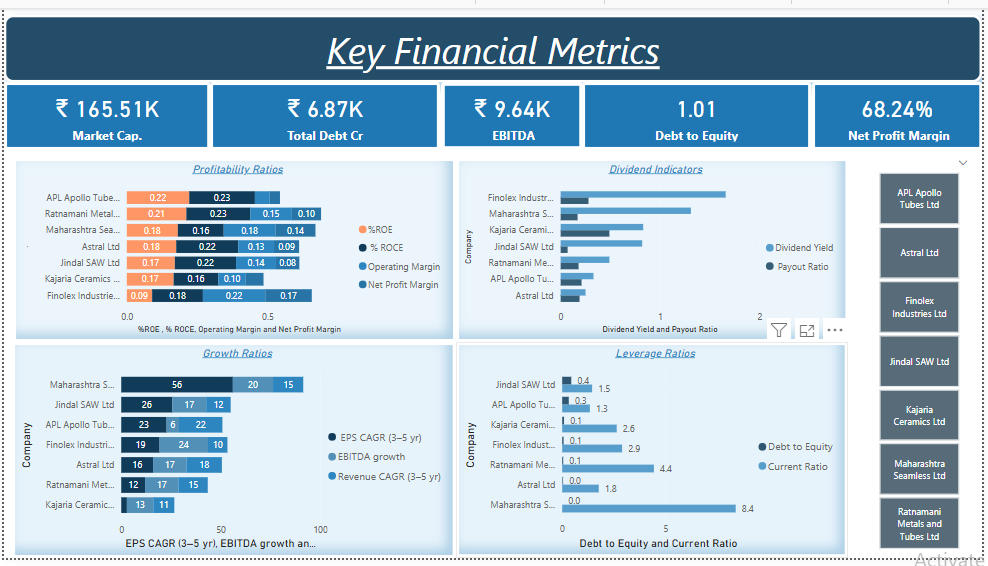 Key Financial Metrics
₹ 165.51K
Market Cap.
₹ 6.87K
Total Debt Cr
₹ 9.64K
EBITDA
1.01
Debt to Equity
68.24%
Net Profit Margin
Profitability Ratios
APL Apollo Tube... 0.22 0.23
Ratnamani Metal... 0.21 0.23 0.15 0.10
Maharashtra Sea... 0.18 0.16 0.18 0.14
Astral Ltd 0.18 0.22 0.13 0.09
Jindal SAW Ltd 0.17 0.22 0.14 0.08
Kajaria Ceramics ... 0.17 0.16 0.10
Finolex Industrie... 0.09 0.18 0.22 0.17
0.0 0.5
%ROE , % ROCE, Operating Margin and Net Profit Margin
%ROE
% ROCE
Operating Margin
Net Profit Margin
Dividend Indicators
Company
Finolex Industr...
Maharashtra S...
Kajaria Cerami...
Jindal SAW Ltd
Ratnamani Me...
APL Apollo Tu...
Astral Ltd
0 1 2
Dividend Yield and Payout Ratio
Dividend Yield
Payout Ratio
Growth Ratios
Company
Maharashtra S... 56 20 15
Jindal SAW Ltd 26 17 12
APL Apollo Tub... 23 6 22
Finolex Industri... 19 24 10
Astral Ltd 16 17 18
Ratnamani Met... 12 17 15
Kajaria Ceramic... 13 11
0 50 100
EPS CAGR (3–5 yr), EBITDA growth an...
EPS CAGR (3–5 yr)
EBITDA growth
Revenue CAGR (3–5 yr)
Leverage Ratios
Company
Jindal SAW Ltd 0.4 1.5
APL Apollo Tu... 0.3 1.3
Kajaria Cerami... 0.1 2.6
Finolex Indust... 0.1 2.9
Ratnamani Me... 0.1 4.4
Astral Ltd 0.0 1.8
Maharashtra S... 0.0 8.4
0 5
Debt to Equity and Current Ratio
Debt to Equity
Current Ratio
APL Apollo
Tubes Ltd
Astral Ltd
Finolex
Industries Ltd
Jindal SAW Ltd
Kajaria
Ceramics Ltd
Maharashtra
Seamless Ltd
Ratnamani
Metals and
Tubes Ltd
Activate